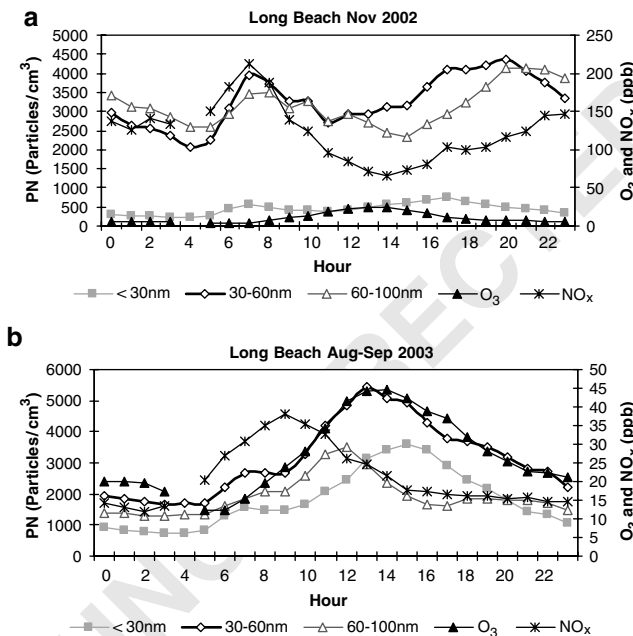 a
Long Beach Nov 2002
5000
4500
4000
3500
3000
2500
2000
1500
1000
500
0
PN (Particles/cm³)
250
200
150
100
50
0
O₃ and NOₓ (ppb)
0 2 4 6 8 10 12 14 16 18 20 22
Hour
< 30nm 30-60nm 60-100nm O₃ NOₓ
b
Long Beach Aug-Sep 2003
6000
5000
4000
3000
2000
1000
0
PN (Particles/cm³)
50
45
40
35
30
25
20
15
10
5
0
O₃ and NOₓ (ppb)
0 2 4 6 8 10 12 14 16 18 20 22
Hour
< 30nm 30-60nm 60-100nm O₃ NOₓ